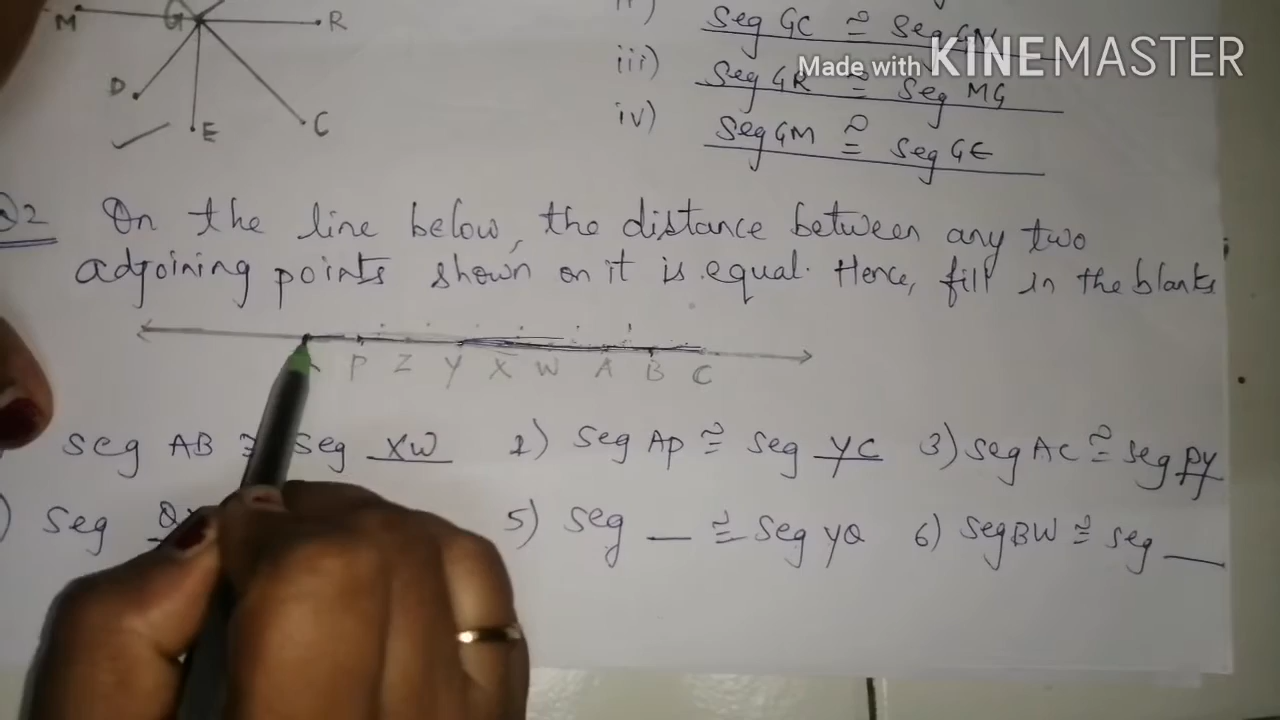 M G R
D
E C
iii)
iv)
seg GC ≅ seg GN
seg GR ≅ seg MG
seg GM ≅ seg GE
Made with KINEMASTER
Q2 On the line below, the distance between any two
adjoining points shown on it is equal. Hence, fill in the blanks
P Z Y X W A B C
seg AB ≅ seg XW 2) seg AP ≅ seg YC 3) seg AC ≅ seg PY
) seg 5) seg __ ≅ seg YQ 6) seg BW ≅ seg __